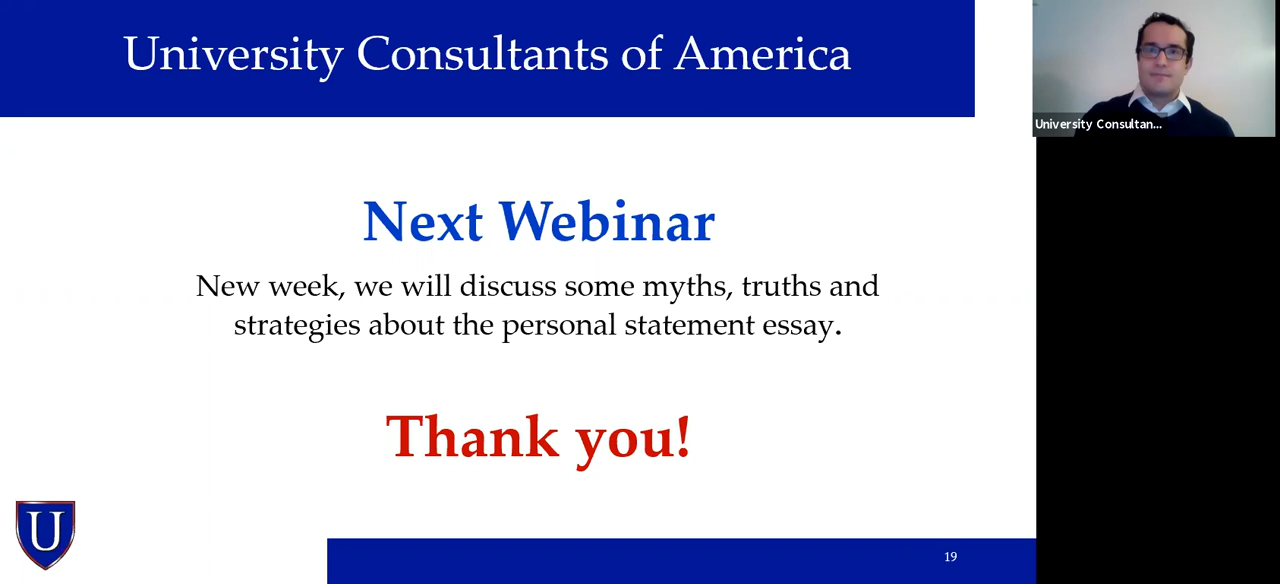 University Consultants of America
University Consultan...
Next Webinar
New week, we will discuss some myths, truths and
strategies about the personal statement essay.
Thank you!
U
19